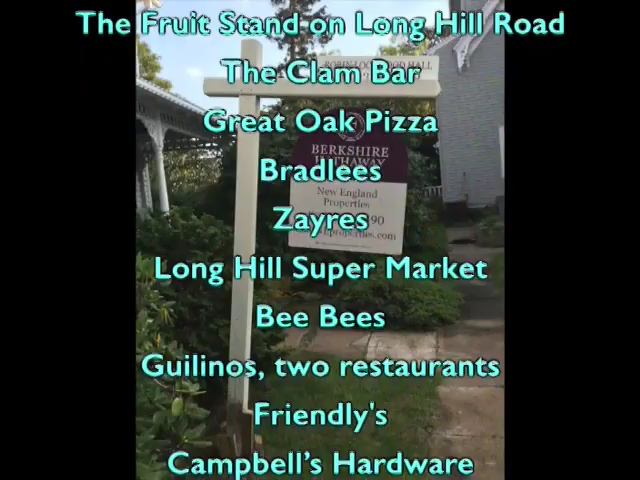 The Fruit Stand on Long Hill Road
The Clam Bar
Great Oak Pizza
BERKSHIRE
HATHAWAY
Bradlees
New England
Properties
Zayres
Long Hill Super Market
Bee Bees
Guilinos, two restaurants
Friendly's
Campbell’s Hardware